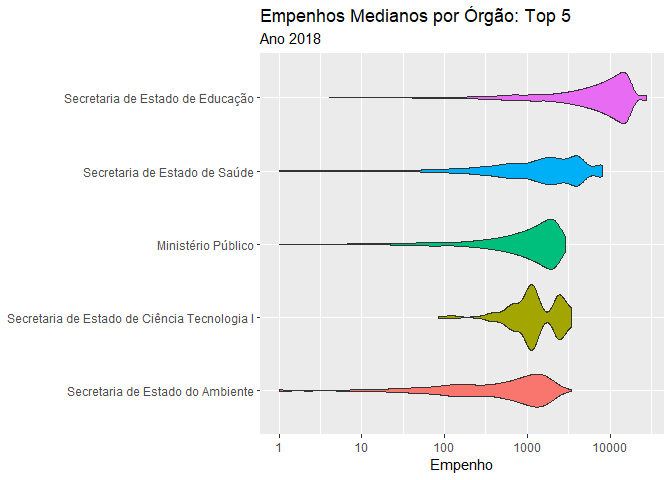 Empenhos Medianos por Órgão: Top 5
Ano 2018
Secretaria de Estado de Educação
Secretaria de Estado de Saúde
Ministério Público
Secretaria de Estado de Ciência Tecnologia I
Secretaria de Estado do Ambiente
1 10 100 1000 10000
Empenho